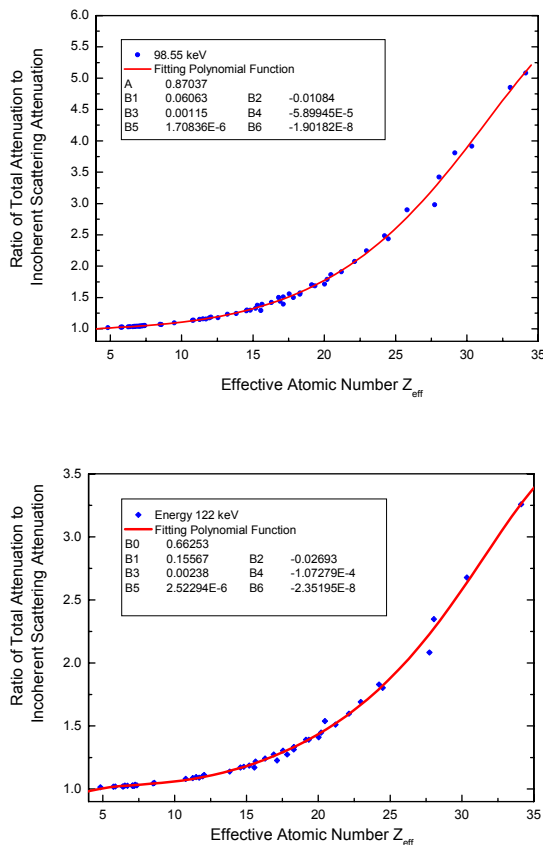 6.0
5.5
5.0
4.5
4.0
3.5
3.0
2.5
2.0
1.5
1.0
Ratio of Total Attenuation to
Incoherent Scattering Attenuation
98.55 keV
Fitting Polynomial Function
A 0.87037
B1 0.06063 B2 -0.01084
B3 0.00115 B4 -5.89945E-5
B5 1.70836E-6 B6 -1.90182E-8
5 10 15 20 25 30 35
Effective Atomic Number Zeff
3.5
3.0
2.5
2.0
1.5
1.0
Ratio of Total Attenuation to
Incoherent Scattering Attenuation
Energy 122 keV
Fitting Polynomial Function
B0 0.66253
B1 0.15567 B2 -0.02693
B3 0.00238 B4 -1.07279E-4
B5 2.52294E-6 B6 -2.35195E-8
5 10 15 20 25 30 35
Effective Atomic Number Zeff